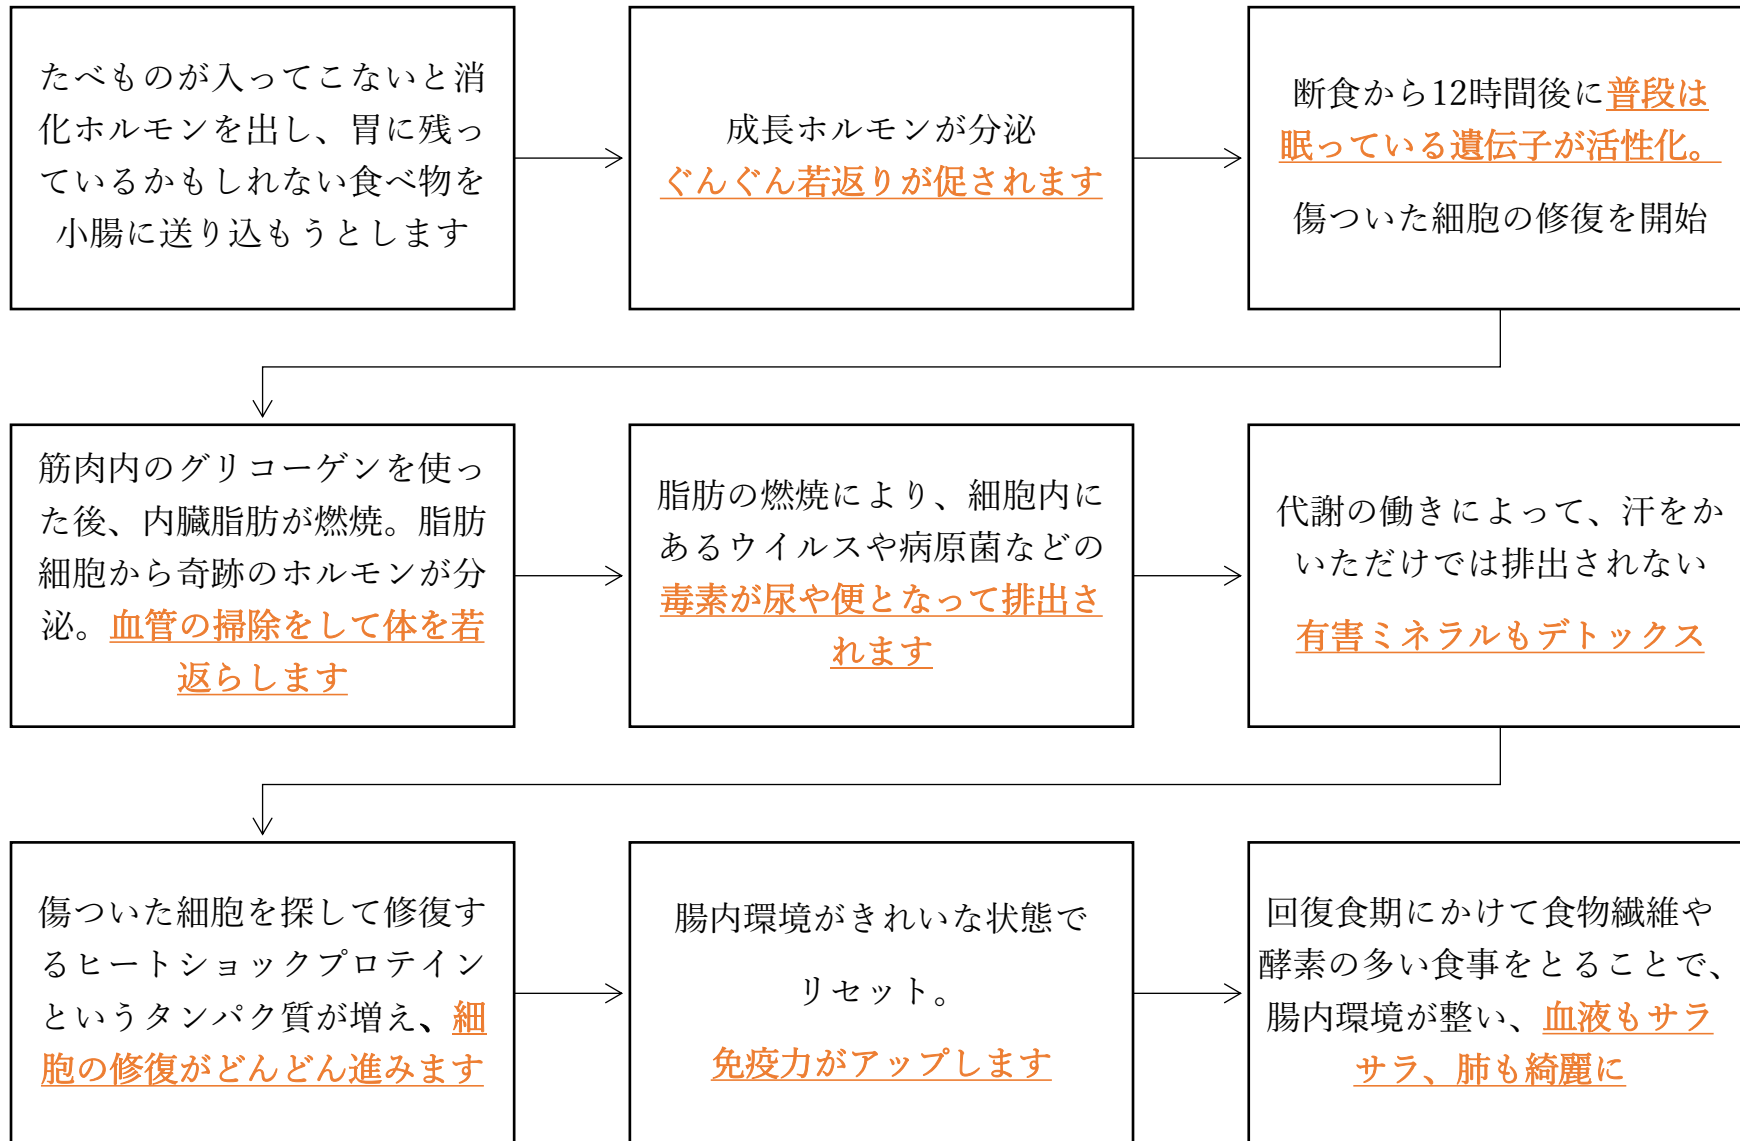 たべものが入ってこないと消
化ホルモンを出し、胃に残っ
ているかもしれない食べ物を
小腸に送り込もうとします
成長ホルモンが分泌
ぐんぐん若返りが促されます
断食から12時間後に普段は
眠っている遺伝子が活性化。
傷ついた細胞の修復を開始
筋肉内のグリコーゲンを使っ
た後、内臓脂肪が燃焼。脂肪
細胞から奇跡のホルモンが分
泌。血管の掃除をして体を若
返らします
脂肪の燃焼により、細胞内に
あるウイルスや病原菌などの
毒素が尿や便となって排出さ
れます
代謝の働きによって、汗をか
いただけでは排出されない
有害ミネラルもデトックス
傷ついた細胞を探して修復す
るヒートショックプロテイン
というタンパク質が増え、細
胞の修復がどんどん進みます
腸内環境がきれいな状態で
リセット。
免疫力がアップします
回復食期にかけて食物繊維や
酵素の多い食事をとることで、
腸内環境が整い、血液もサラ
サラ、肺も綺麗に